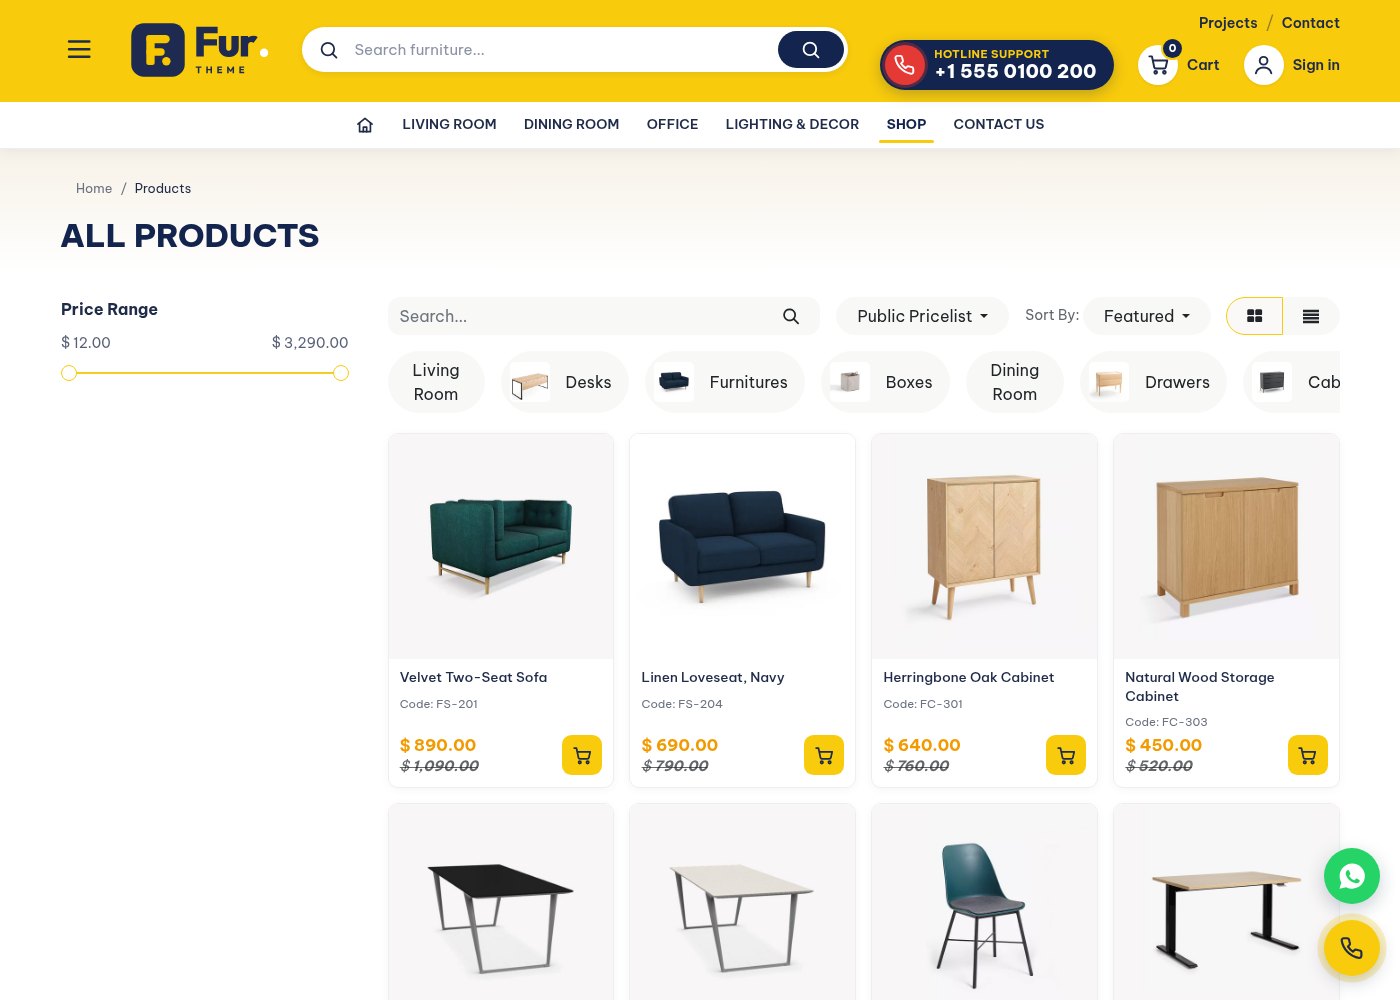 Projects / Contact
Fur.
THEME
Search furniture...
HOTLINE SUPPORT
+1 555 0100 200
0
Cart
Sign in
LIVING ROOM
DINING ROOM
OFFICE
LIGHTING & DECOR
SHOP
CONTACT US
Home / Products
ALL PRODUCTS
Price Range
$ 12.00
$ 3,290.00
Search...
Public Pricelist
Sort By:
Featured
Living
Room
Desks
Furnitures
Boxes
Dining
Room
Drawers
Cab
Velvet Two-Seat Sofa
Code: FS-201
$ 890.00
$ 1,090.00
Linen Loveseat, Navy
Code: FS-204
$ 690.00
$ 790.00
Herringbone Oak Cabinet
Code: FC-301
$ 640.00
$ 760.00
Natural Wood Storage
Cabinet
Code: FC-303
$ 450.00
$ 520.00